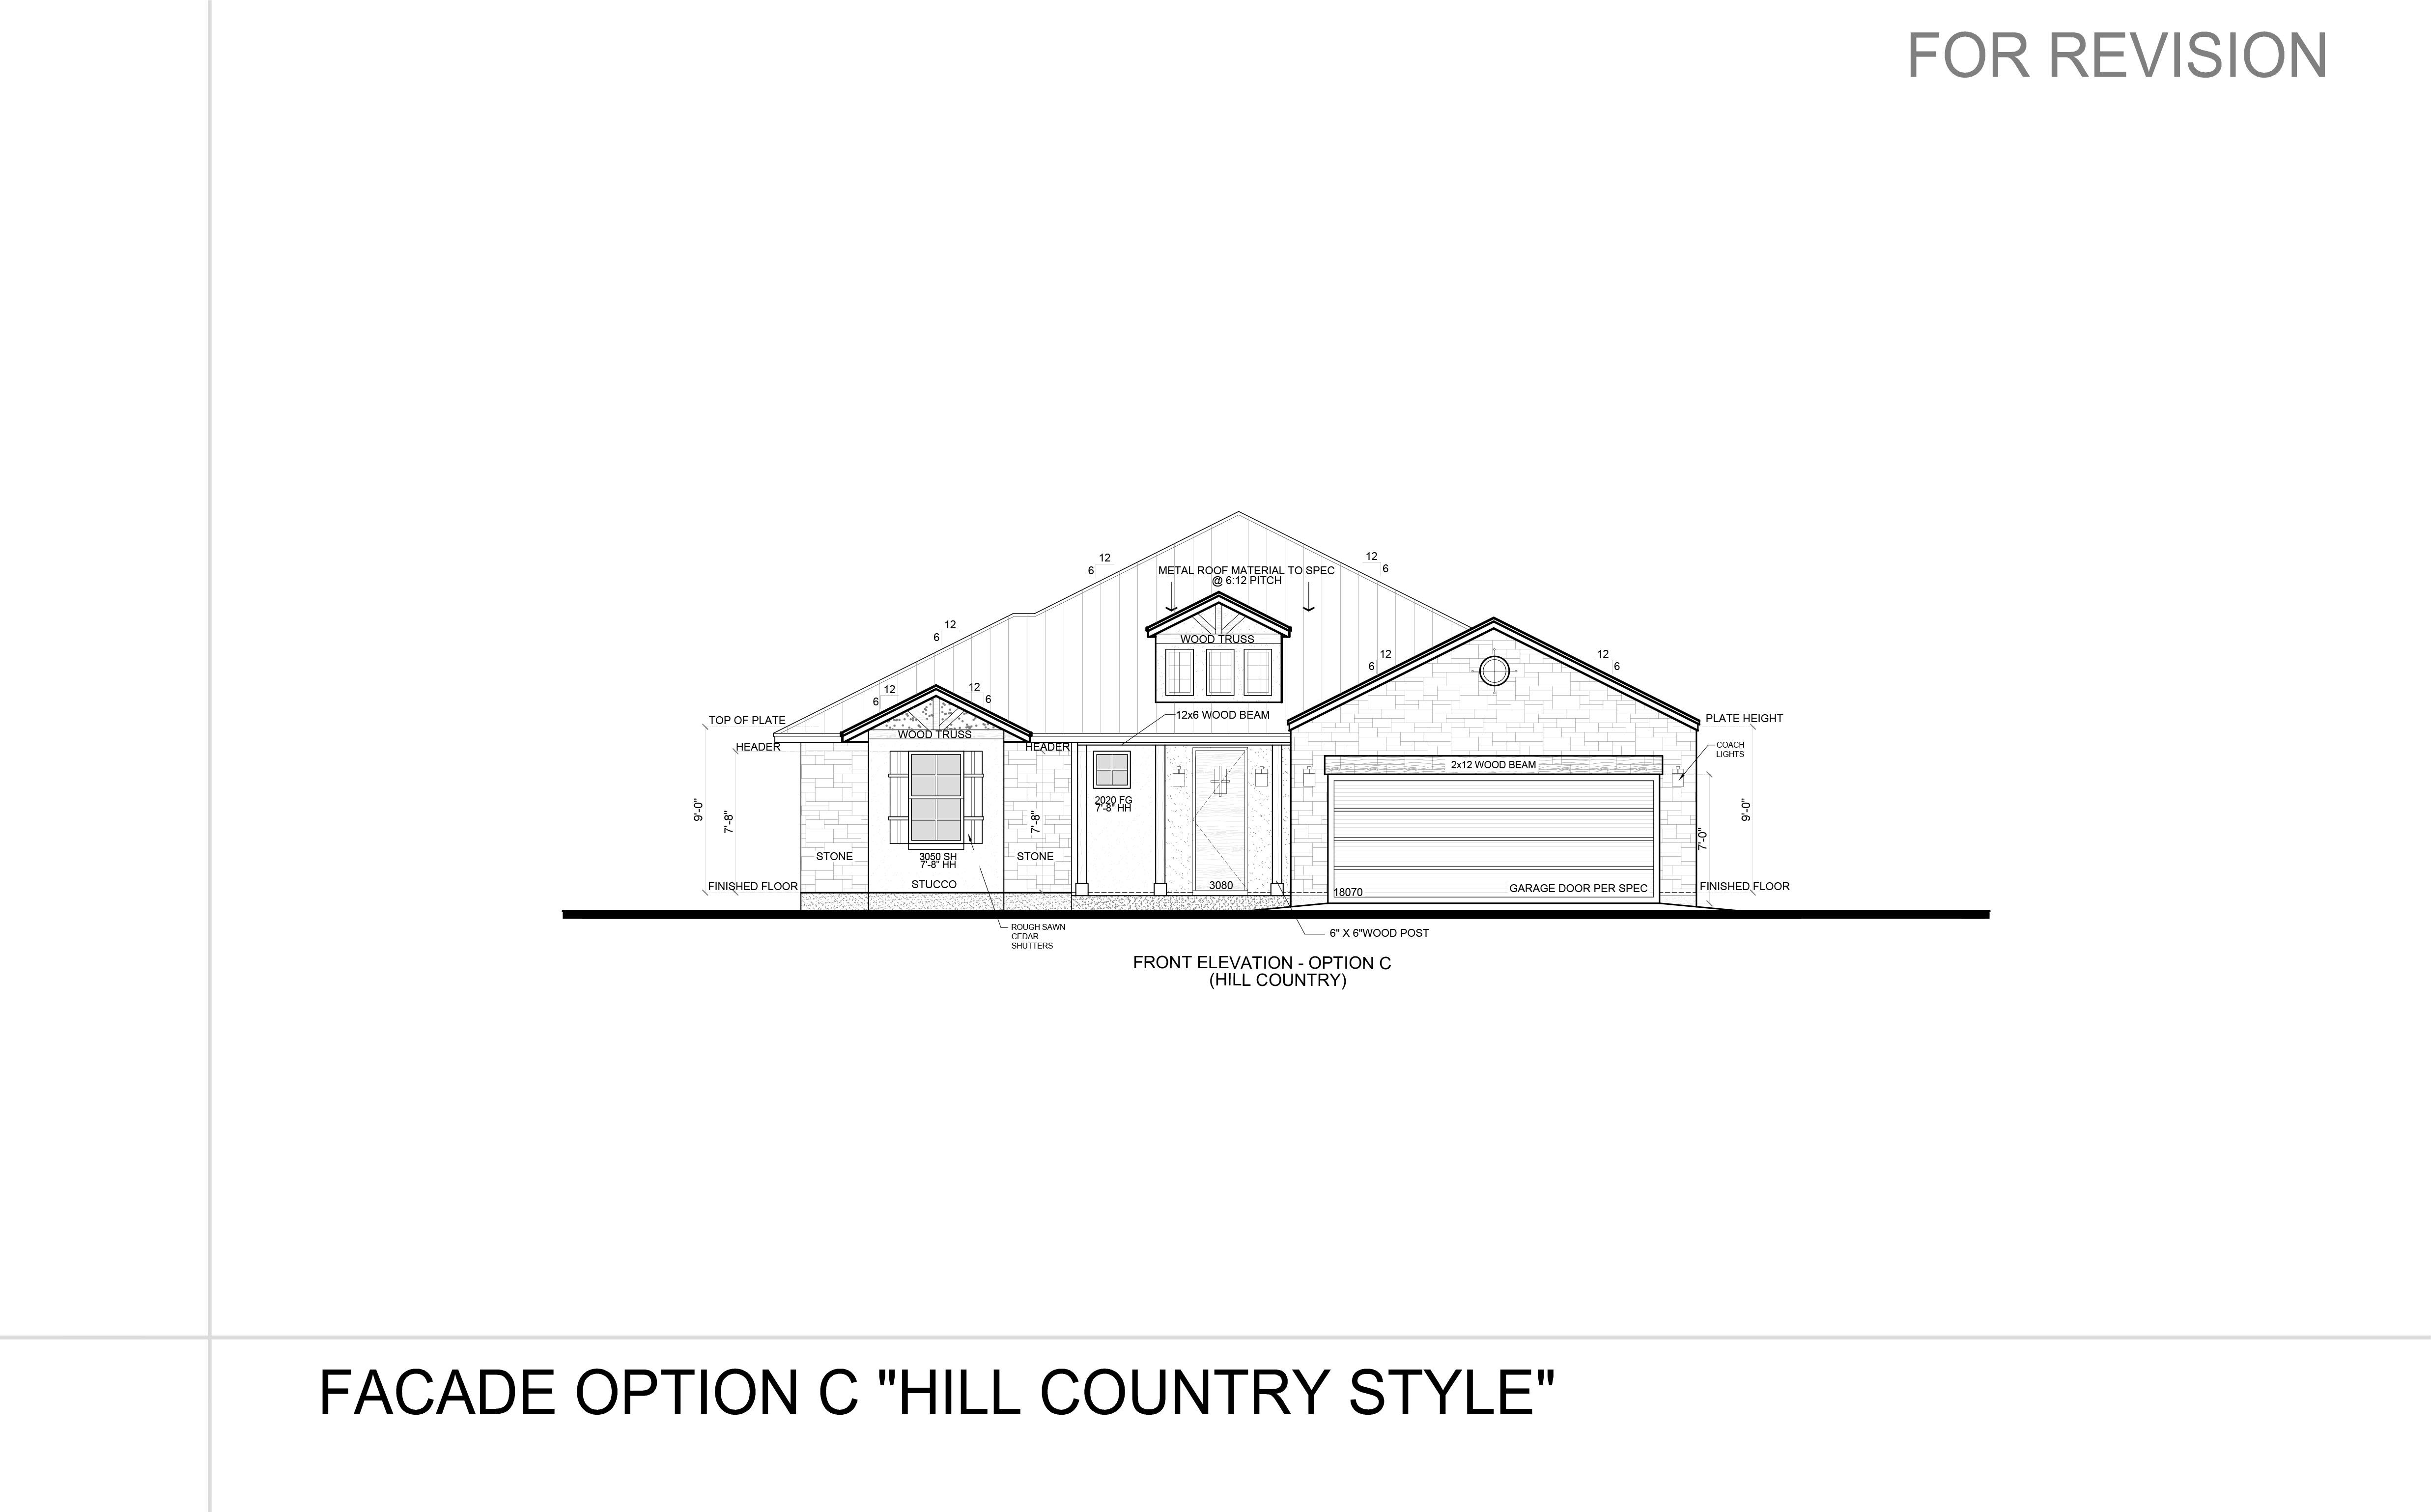 FOR REVISION
12
6
12
6
METAL ROOF MATERIAL TO SPEC
@ 6:12 PITCH
12
6
WOOD TRUSS
12
6
12
6
12
6
12
6
TOP OF PLATE
12x6 WOOD BEAM
PLATE HEIGHT
WOOD TRUSS
HEADER
HEADER
COACH
LIGHTS
2x12 WOOD BEAM
2020 FG
7'-8" HH
9'-0"
7'-8"
7'-8"
7'-0"
9'-0"
STONE
3050 SH
7'-8" HH
STONE
STUCCO
FINISHED FLOOR
3080
18070
GARAGE DOOR PER SPEC
FINISHED FLOOR
ROUGH SAWN
CEDAR
SHUTTERS
6" X 6"WOOD POST
FRONT ELEVATION - OPTION C
(HILL COUNTRY)
FACADE OPTION C "HILL COUNTRY STYLE"